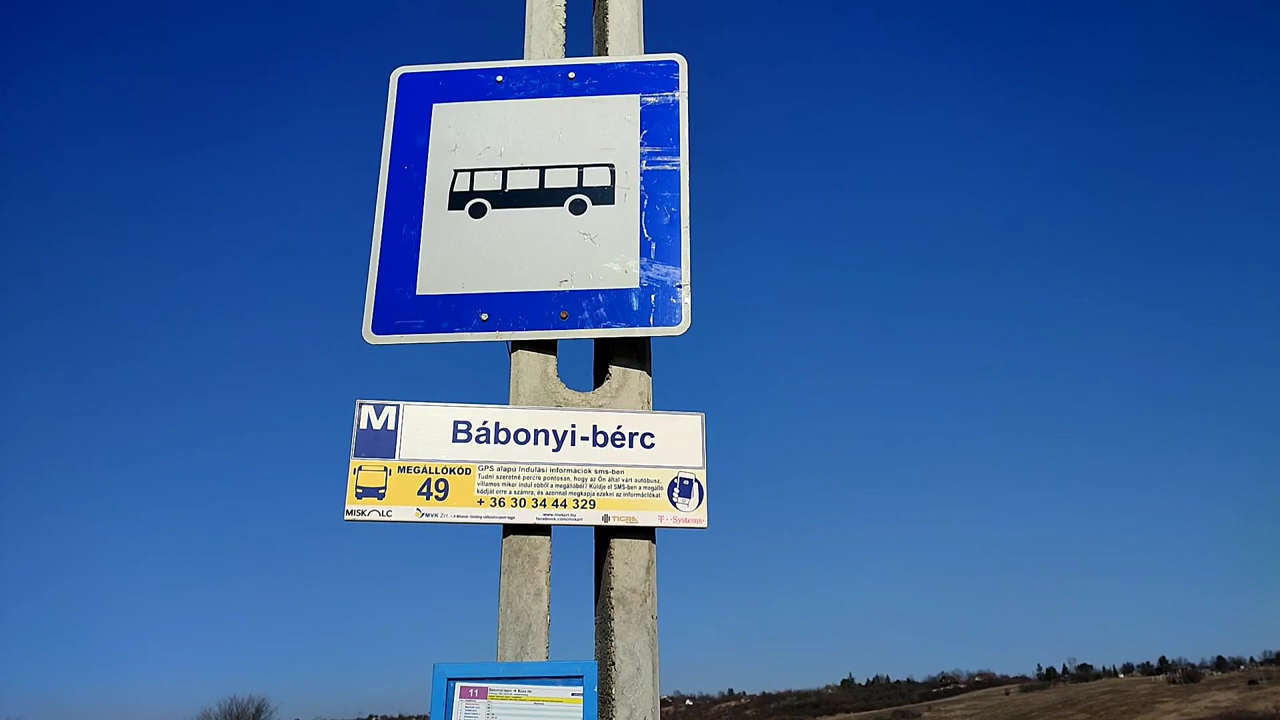 M
Bábonyi-bérc
MEGÁLLÓKÓD
49
GPS alapú indulási információk sms-ben
Tudni szeretné percre pontosan, hogy az Ön által várt autóbusz,
villamos mikor indul ebből a megállóból? Küldje el SMS-ben a megálló
kódját erre a számra, és azonnal megkapja ezeket az információkat.
+ 36 30 34 44 329
MISKOLC
MVK Zrt.
www.mvkzrt.hu
facebook.com/mvkzrt
TIGRA
T··Systems
11